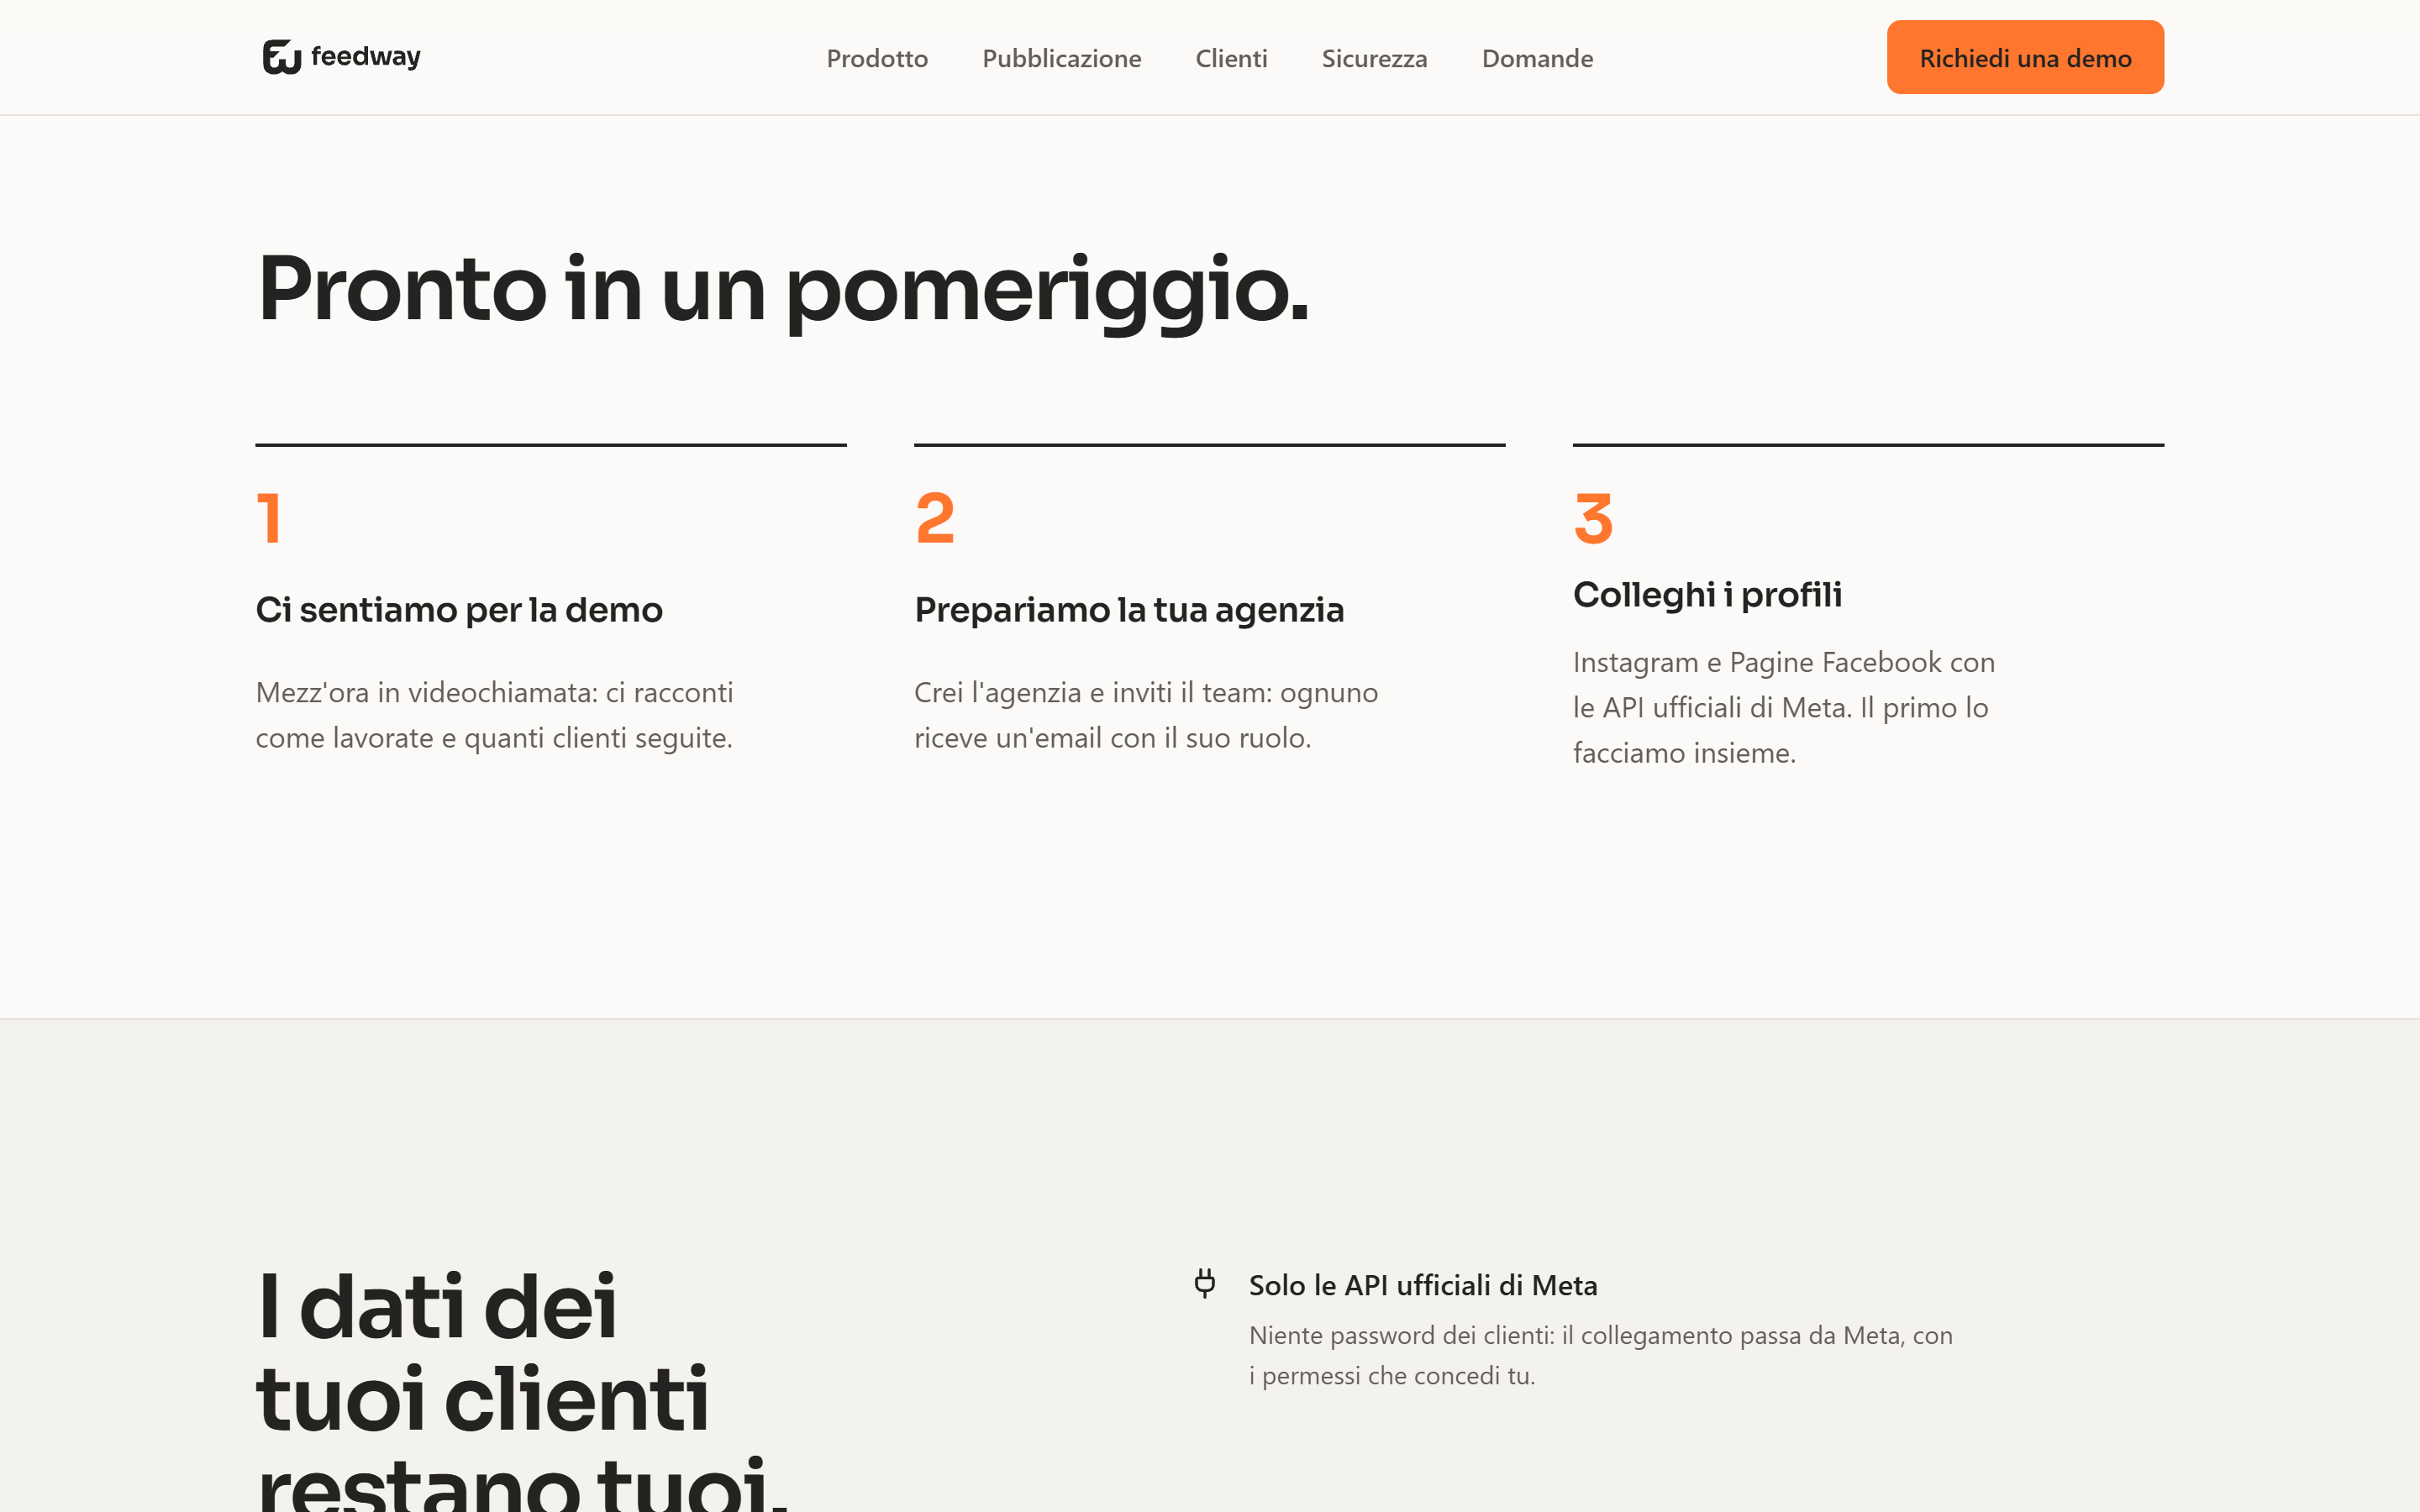 feedway
Prodotto
Pubblicazione
Clienti
Sicurezza
Domande
Richiedi una demo
Pronto in un pomeriggio.
1
Ci sentiamo per la demo
Mezz'ora in videochiamata: ci racconti
come lavorate e quanti clienti seguite.
2
Prepariamo la tua agenzia
Crei l'agenzia e inviti il team: ognuno
riceve un'email con il suo ruolo.
3
Colleghi i profili
Instagram e Pagine Facebook con
le API ufficiali di Meta. Il primo lo
facciamo insieme.
I dati dei
tuoi clienti
restano tuoi.
Solo le API ufficiali di Meta
Niente password dei clienti: il collegamento passa da Meta, con
i permessi che concedi tu.